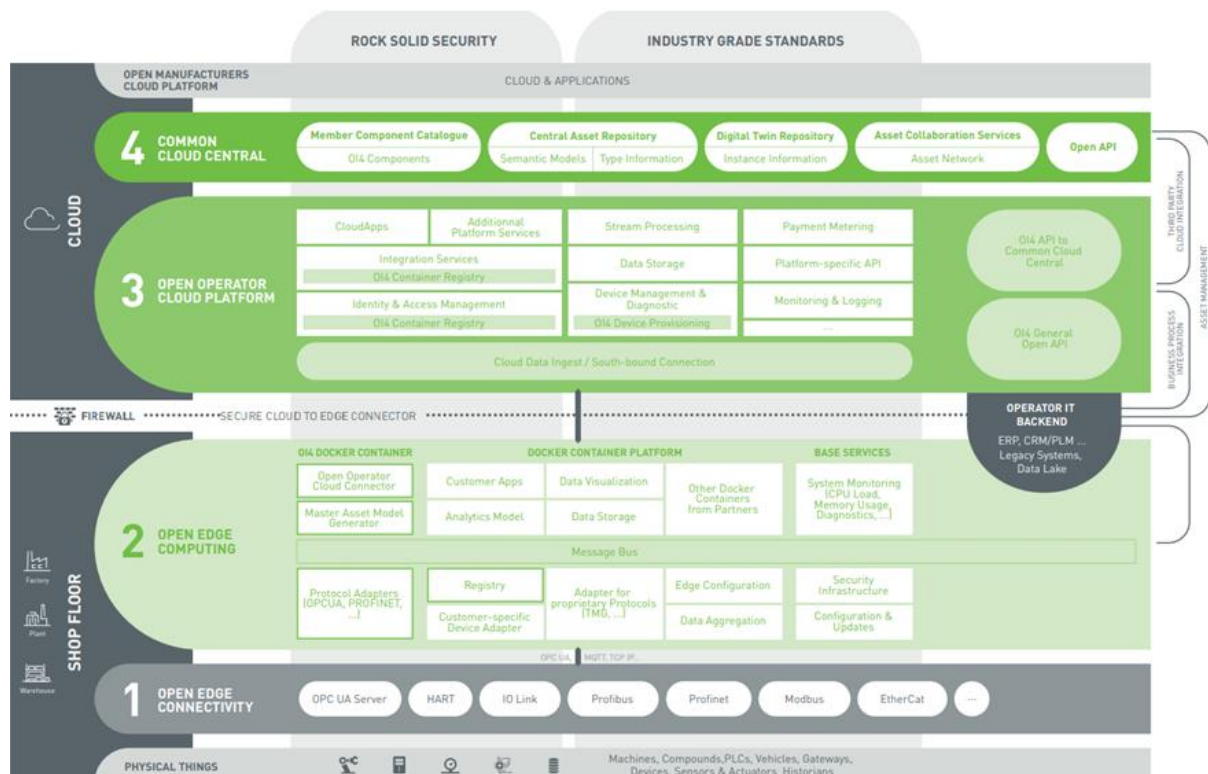 ROCK SOLID SECURITY
INDUSTRY GRADE STANDARDS
OPEN MANUFACTURERS
CLOUD PLATFORM
CLOUD & APPLICATIONS
CLOUD
4
COMMON
CLOUD CENTRAL
Member Component Catalogue
OI4 Components
Central Asset Repository
Semantic Models
Type Information
Digital Twin Repository
Instance Information
Asset Collaboration Services
Asset Network
Open API
3
OPEN OPERATOR
CLOUD PLATFORM
CloudApps
Additionnal
Platform Services
Integration Services
OI4 Container Registry
Identity & Access Management
OI4 Container Registry
Stream Processing
Data Storage
Device Management &
Diagnostic
OI4 Device Provisioning
Payment Metering
Platform-specific API
Monitoring & Logging
...
Cloud Data Ingest / South-bound Connection
OI4 API to
Common Cloud
Central
OI4 General
Open API
THIRD PARTY
CLOUD INTEGRATION
BUSINESS PROCESS
INTEGRATION
ASSET MANAGEMENT
FIREWALL
SECURE CLOUD TO EDGE CONNECTOR
OPERATOR IT
BACKEND
ERP, CRM/PLM ...
Legacy Systems,
Data Lake
SHOP FLOOR
Factory
Plant
Warehouse
2
OPEN EDGE
COMPUTING
OI4 DOCKER CONTAINER
DOCKER CONTAINER PLATFORM
BASE SERVICES
Open Operator
Cloud Connector
Master Asset Model
Generator
Customer Apps
Analytics Model
Data Visualization
Data Storage
Other Docker
Containers
from Partners
System Monitoring
(CPU Load,
Memory Usage,
Diagnostics, ...)
Message Bus
Protocol Adapters
(OPCUA, PROFINET,
...)
Registry
Customer-specific
Device Adapter
Adapter for
proprietary Protocols
(TMG, ...)
Edge Configuration
Data Aggregation
Security
Infrastructure
Configuration &
Updates
OPC UA, MQTT, TCP IP...
1
OPEN EDGE
CONNECTIVITY
OPC UA Server
HART
IO Link
Profibus
Profinet
Modbus
EtherCat
...
PHYSICAL THINGS
Machines, Compounds,PLCs, Vehicles, Gateways,
Devices, Sensors & Actuators, Historians